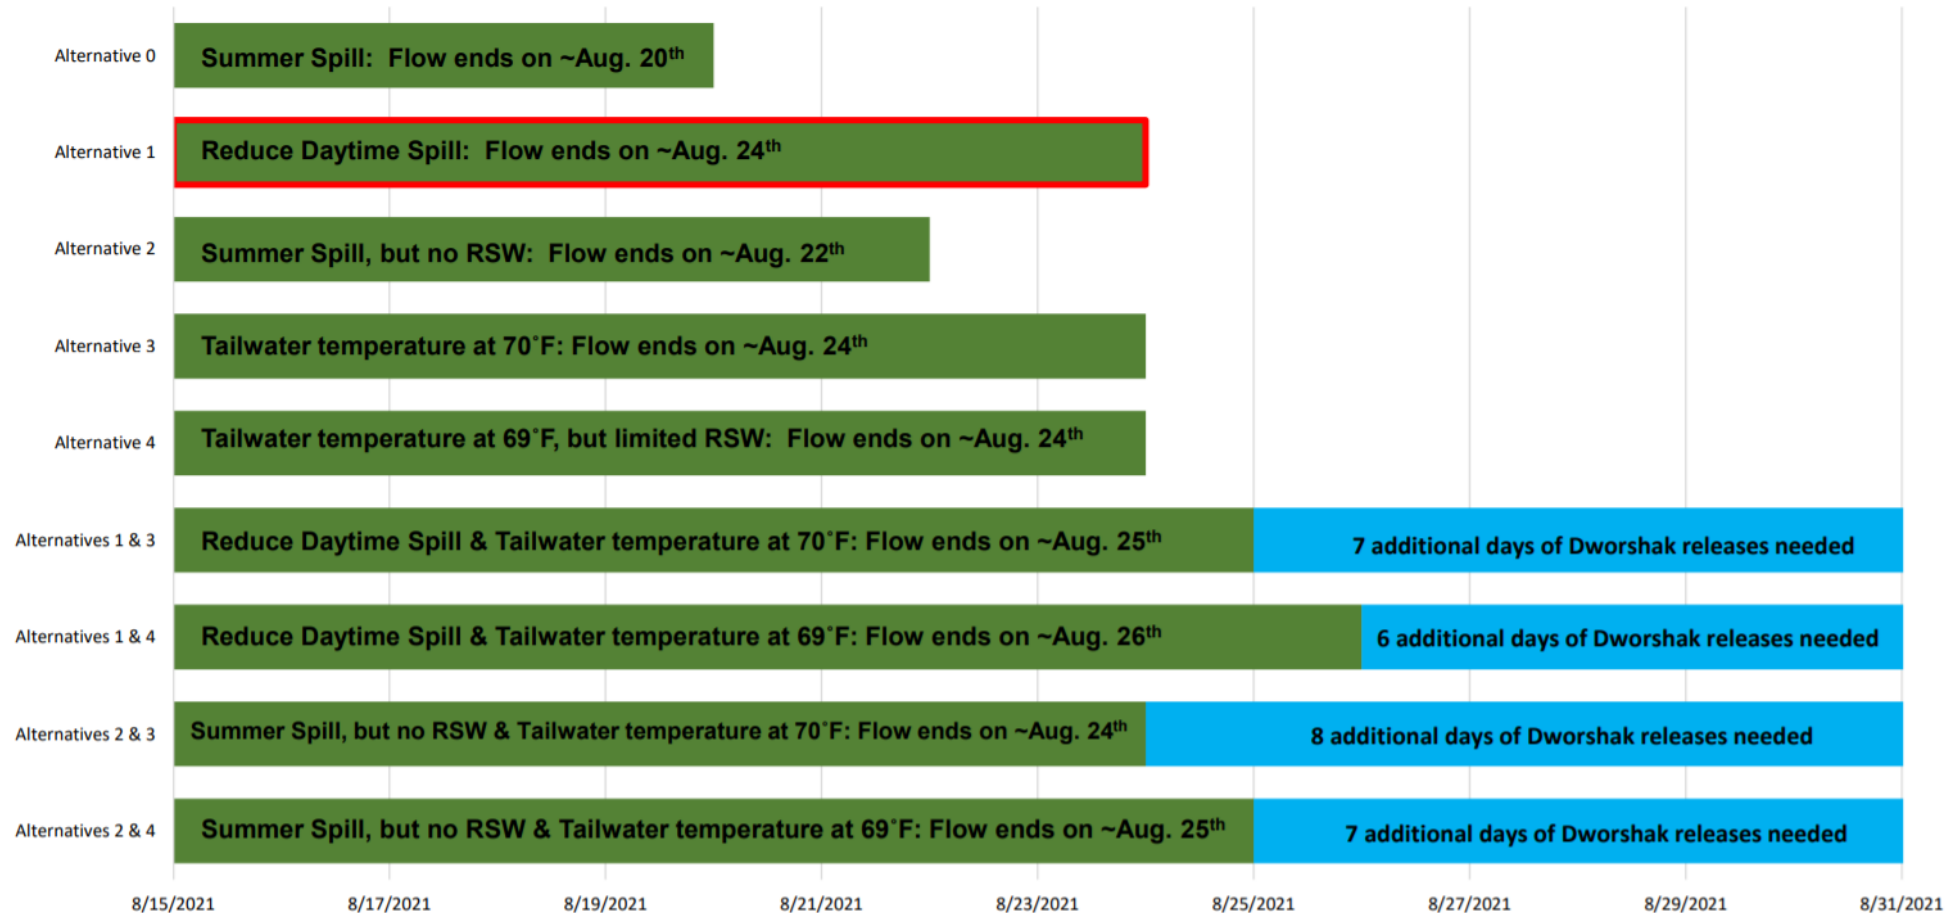 Alternative 0
Summer Spill: Flow ends on ~Aug. 20th
Alternative 1
Reduce Daytime Spill: Flow ends on ~Aug. 24th
Alternative 2
Summer Spill, but no RSW: Flow ends on ~Aug. 22th
Alternative 3
Tailwater temperature at 70˚F: Flow ends on ~Aug. 24th
Alternative 4
Tailwater temperature at 69˚F, but limited RSW: Flow ends on ~Aug. 24th
Alternatives 1 & 3
Reduce Daytime Spill & Tailwater temperature at 70˚F: Flow ends on ~Aug. 25th
7 additional days of Dworshak releases needed
Alternatives 1 & 4
Reduce Daytime Spill & Tailwater temperature at 69˚F: Flow ends on ~Aug. 26th
6 additional days of Dworshak releases needed
Alternatives 2 & 3
Summer Spill, but no RSW & Tailwater temperature at 70˚F: Flow ends on ~Aug. 24th
8 additional days of Dworshak releases needed
Alternatives 2 & 4
Summer Spill, but no RSW & Tailwater temperature at 69˚F: Flow ends on ~Aug. 25th
7 additional days of Dworshak releases needed
8/15/2021 8/17/2021 8/19/2021 8/21/2021 8/23/2021 8/25/2021 8/27/2021 8/29/2021 8/31/2021